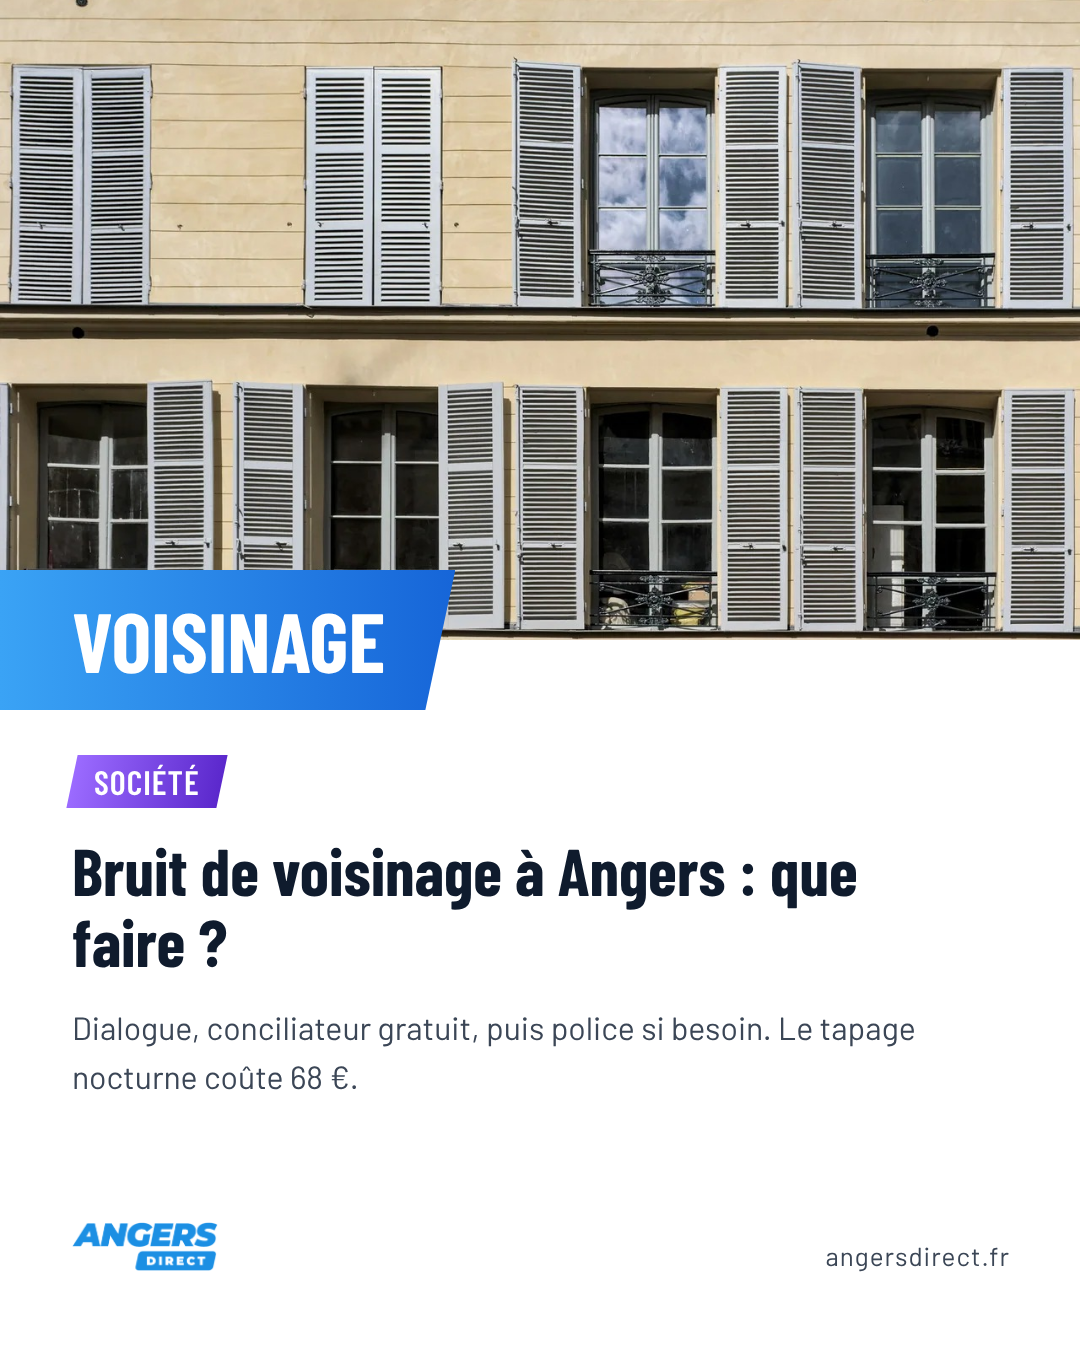 VOISINAGE
SOCIÉTÉ
Bruit de voisinage à Angers : que
faire ?
Dialogue, conciliateur gratuit, puis police si besoin. Le tapage
nocturne coûte 68 €.
ANGERS
DIRECT
angersdirect.fr